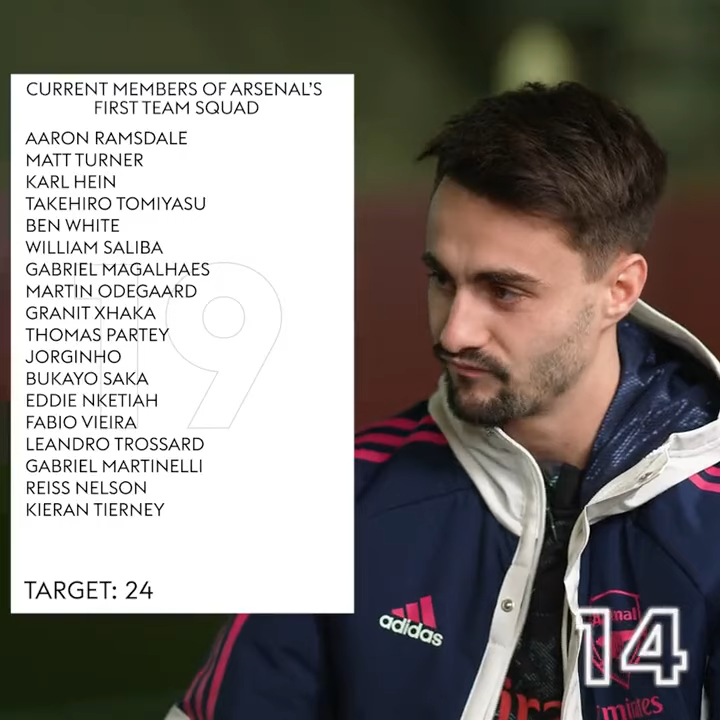 CURRENT MEMBERS OF ARSENAL'S
FIRST TEAM SQUAD
AARON RAMSDALE
MATT TURNER
KARL HEIN
TAKEHIRO TOMIYASU
BEN WHITE
WILLIAM SALIBA
GABRIEL MAGALHAES
MARTIN ODEGAARD
GRANIT XHAKA
THOMAS PARTEY
JORGINHO
BUKAYO SAKA
EDDIE NKETIAH
FABIO VIEIRA
LEANDRO TROSSARD
GABRIEL MARTINELLI
REISS NELSON
KIERAN TIERNEY
19
TARGET: 24
adidas
Arsenal
14